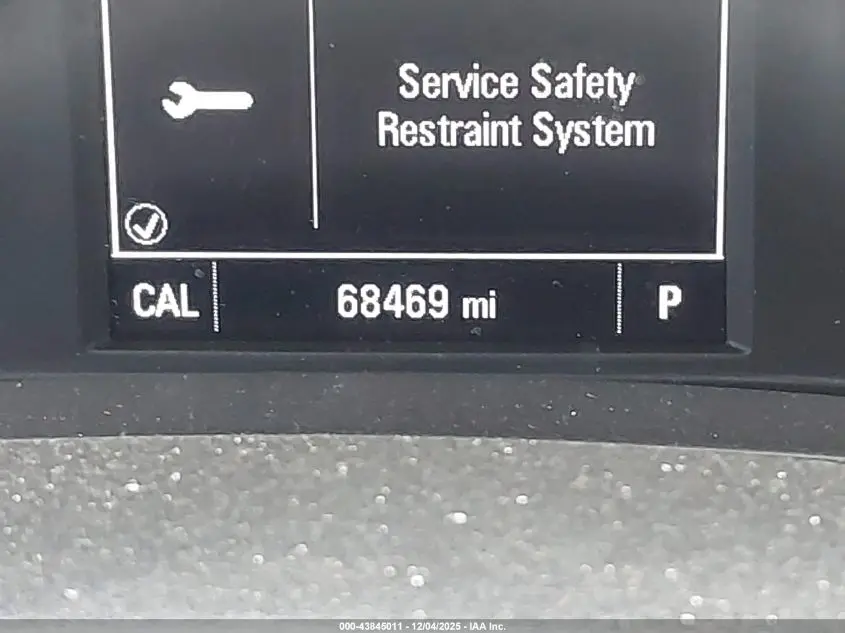 Service Safety
Restraint System
CAL 68469 mi P
000-43845011 - 12/04/2025 - IAA Inc.